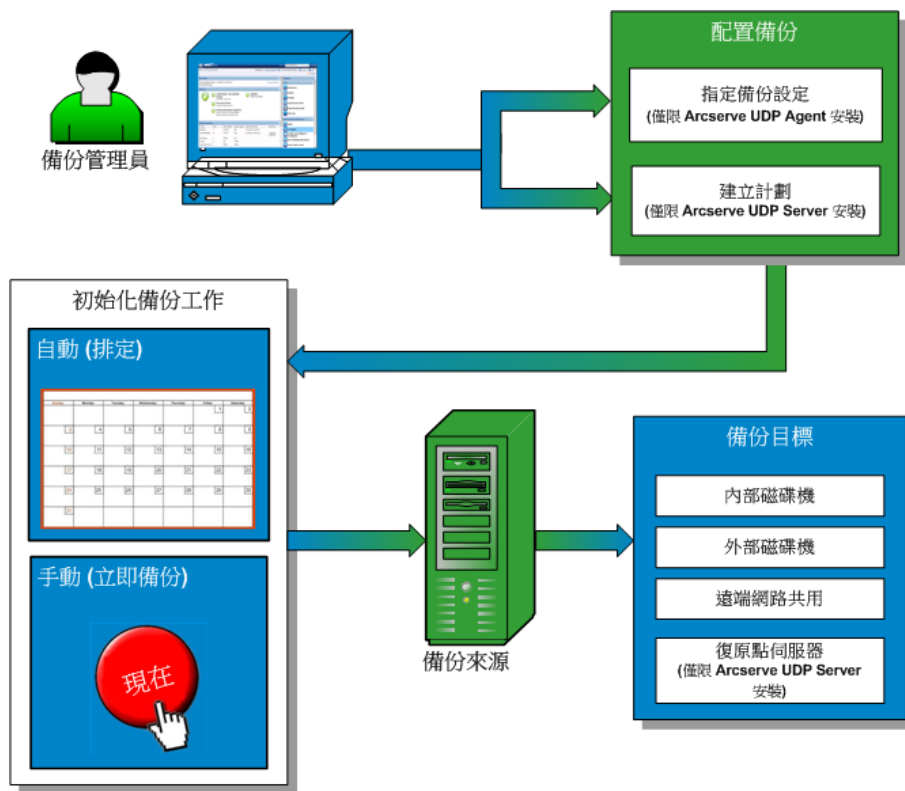 備份管理員
配置備份
指定備份設定
(僅限 Arcserve UDP Agent 安裝)
建立計劃
(僅限 Arcserve UDP Server 安裝)
初始化備份工作
自動 (排定)
手動 (立即備份)
現在
備份來源
備份目標
內部磁碟機
外部磁碟機
遠端網路共用
復原點伺服器
(僅限 Arcserve UDP Server
安裝)